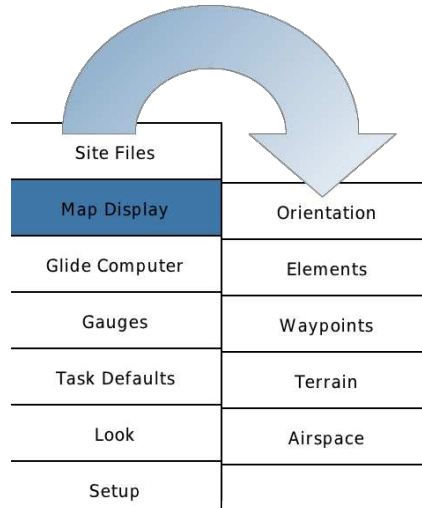 Site Files
Map Display
Glide Computer
Gauges
Task Defaults
Look
Setup
Orientation
Elements
Waypoints
Terrain
Airspace